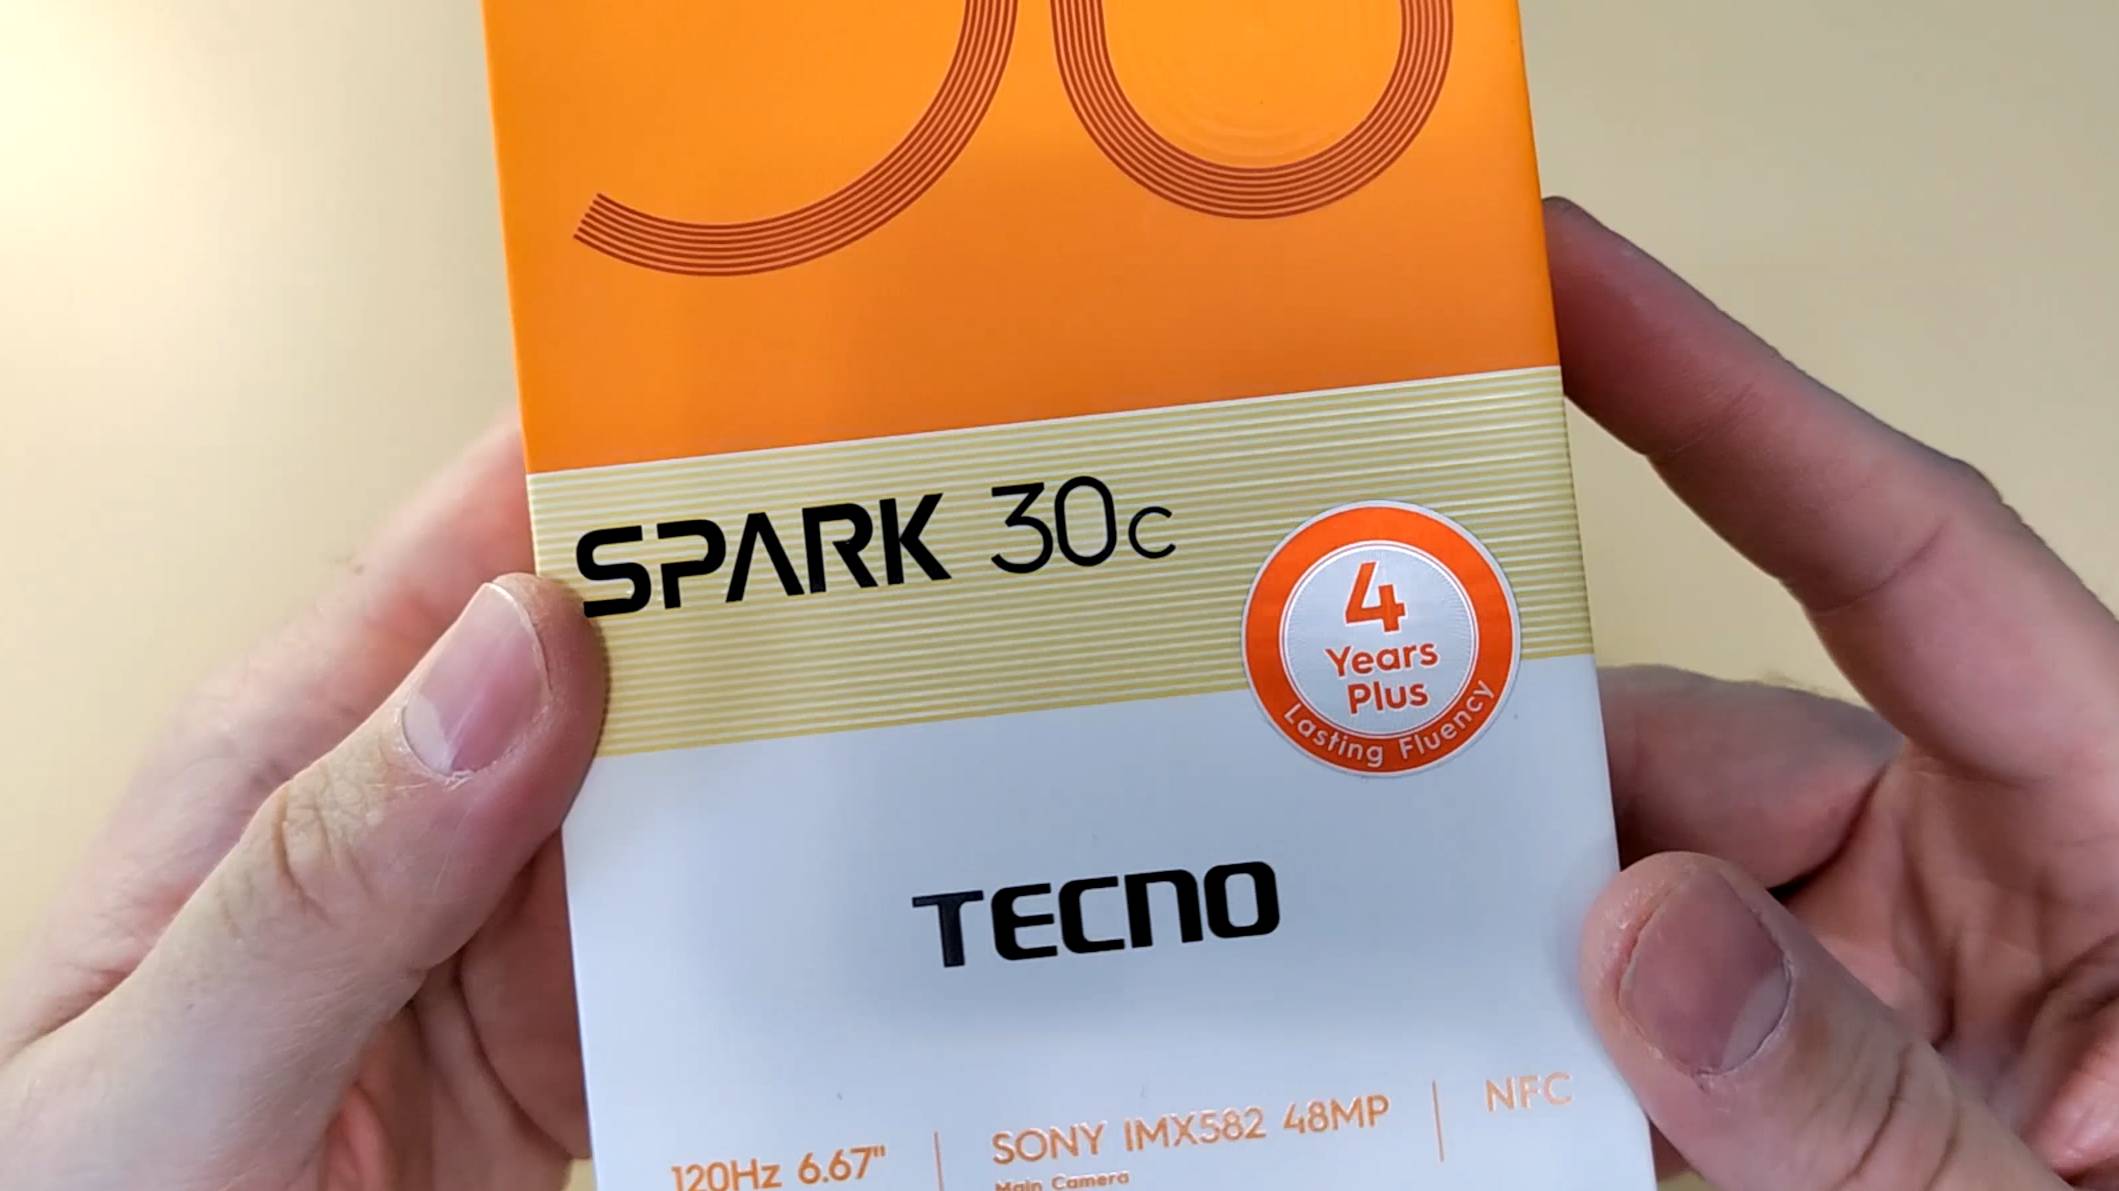 SPARK 30C
4
Years
Plus
Lasting Fluency
TECNO
120Hz 6.67"
SONY IMX582 48MP
Main Camera
NFC